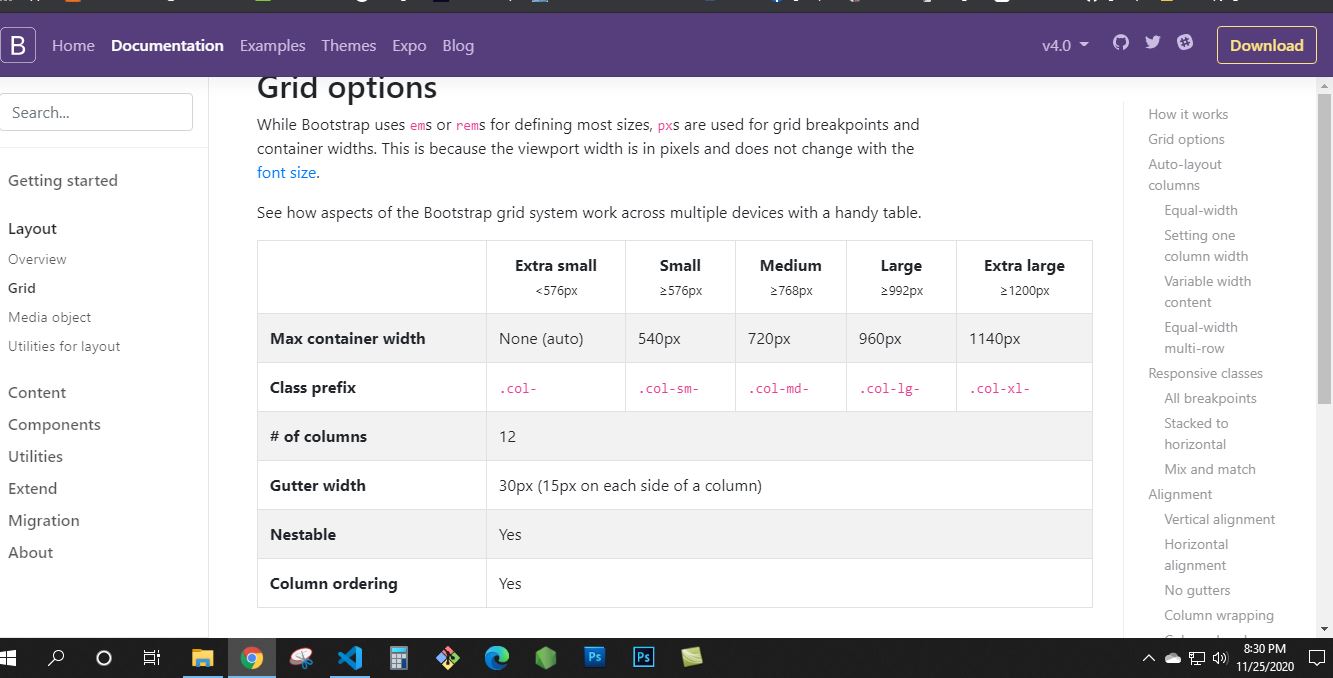 B Home Documentation Examples Themes Expo Blog v4.0 Download
Search...
Getting started
Layout
Overview
Grid
Media object
Utilities for layout
Content
Components
Utilities
Extend
Migration
About
Grid options
While Bootstrap uses ems or rems for defining most sizes, pxs are used for grid breakpoints and
container widths. This is because the viewport width is in pixels and does not change with the
font size.
See how aspects of the Bootstrap grid system work across multiple devices with a handy table.
Extra small Small Medium Large Extra large
<576px ≥576px ≥768px ≥992px ≥1200px
Max container width None (auto) 540px 720px 960px 1140px
Class prefix .col- .col-sm- .col-md- .col-lg- .col-xl-
# of columns 12
Gutter width 30px (15px on each side of a column)
Nestable Yes
Column ordering Yes
How it works
Grid options
Auto-layout
columns
Equal-width
Setting one
column width
Variable width
content
Equal-width
multi-row
Responsive classes
All breakpoints
Stacked to
horizontal
Mix and match
Alignment
Vertical alignment
Horizontal
alignment
No gutters
Column wrapping
Ps Ps
8:30 PM
11/25/2020